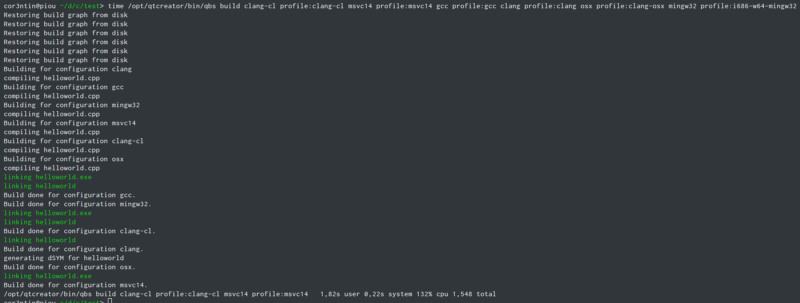 cor3ntin@piou ~/d/c/test> time /opt/qtcreator/bin/qbs build clang-cl profile:clang-cl msvc14 profile:msvc14 gcc profile:gcc clang profile:clang osx profile:clang-osx mingw32 profile:i686-w64-mingw32
Restoring build graph from disk
Restoring build graph from disk
Restoring build graph from disk
Restoring build graph from disk
Restoring build graph from disk
Restoring build graph from disk
Building for configuration clang
compiling helloworld.cpp
Building for configuration gcc
compiling helloworld.cpp
Building for configuration mingw32
compiling helloworld.cpp
Building for configuration msvc14
compiling helloworld.cpp
Building for configuration clang-cl
compiling helloworld.cpp
Building for configuration osx
compiling helloworld.cpp
linking helloworld.exe
linking helloworld
Build done for configuration gcc.
Build done for configuration mingw32.
linking helloworld.exe
linking helloworld
Build done for configuration clang-cl.
linking helloworld
Build done for configuration clang.
generating dSYM for helloworld
Build done for configuration osx.
linking helloworld.exe
Build done for configuration msvc14.
/opt/qtcreator/bin/qbs build clang-cl profile:clang-cl msvc14 profile:msvc14 1,82s user 0,22s system 132% cpu 1,548 total
cor3ntin@piou ~/d/c/test>